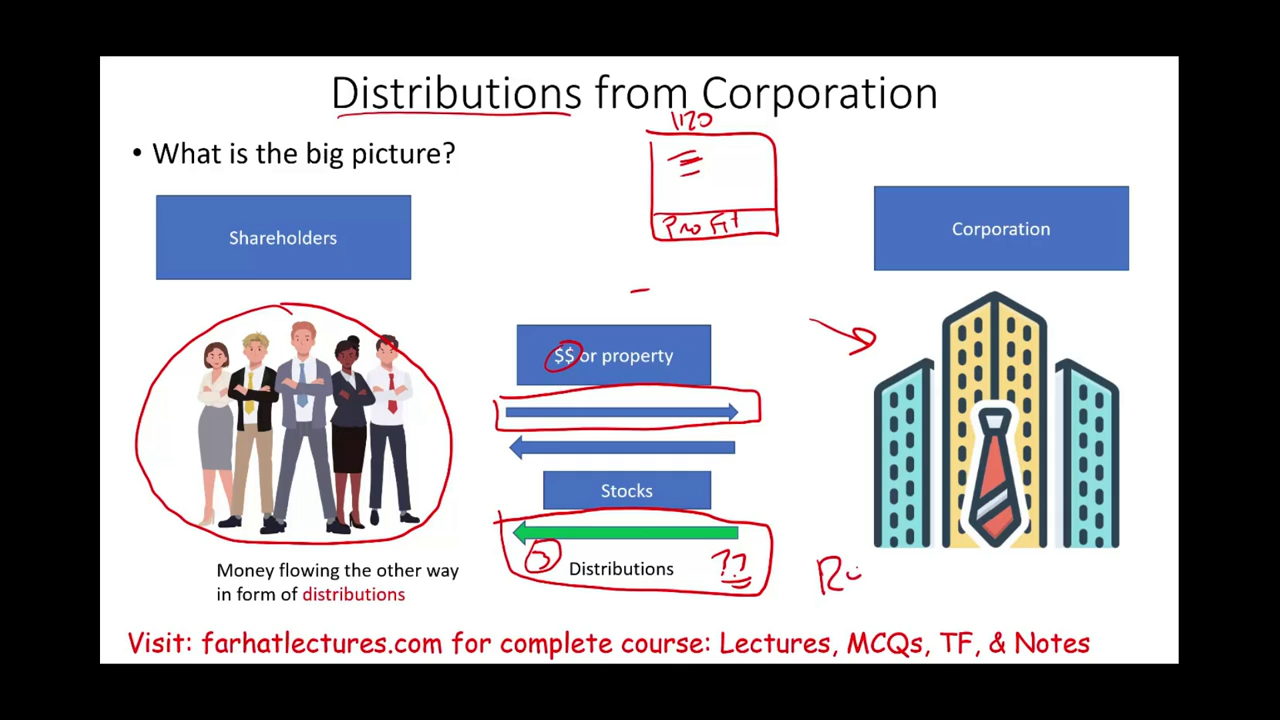 Distributions from Corporation
1120
• What is the big picture?
Profit
Shareholders
Corporation
$$ or property
Stocks
Distributions
??
Money flowing the other way
in form of distributions
Visit: farhatlectures.com for complete course: Lectures, MCQs, TF, & Notes